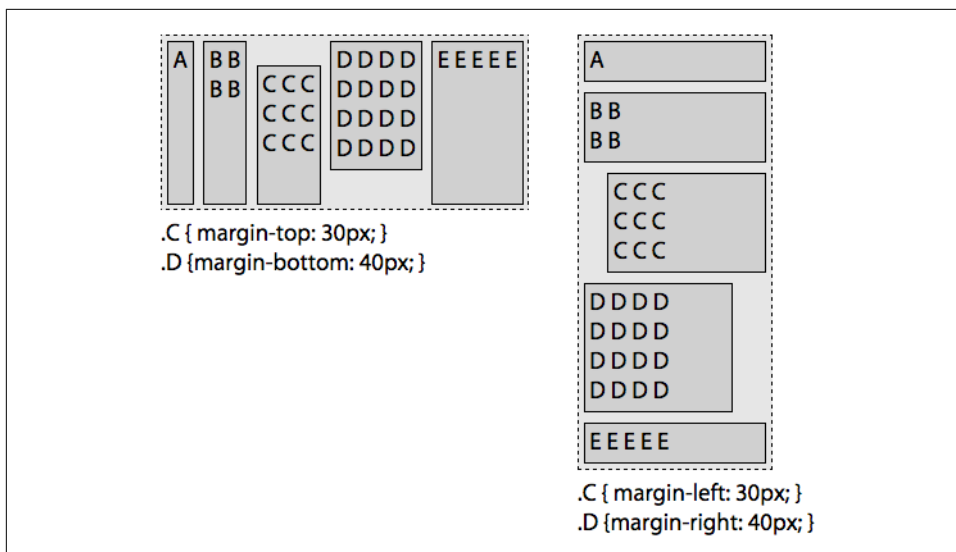 A
B B
B B
C C C
C C C
C C C
D D D D
D D D D
D D D D
D D D D
E E E E E
.C { margin-top: 30px; }
.D {margin-bottom: 40px; }
A
B B
B B
C C C
C C C
C C C
D D D D
D D D D
D D D D
D D D D
E E E E E
.C { margin-left: 30px; }
.D {margin-right: 40px; }